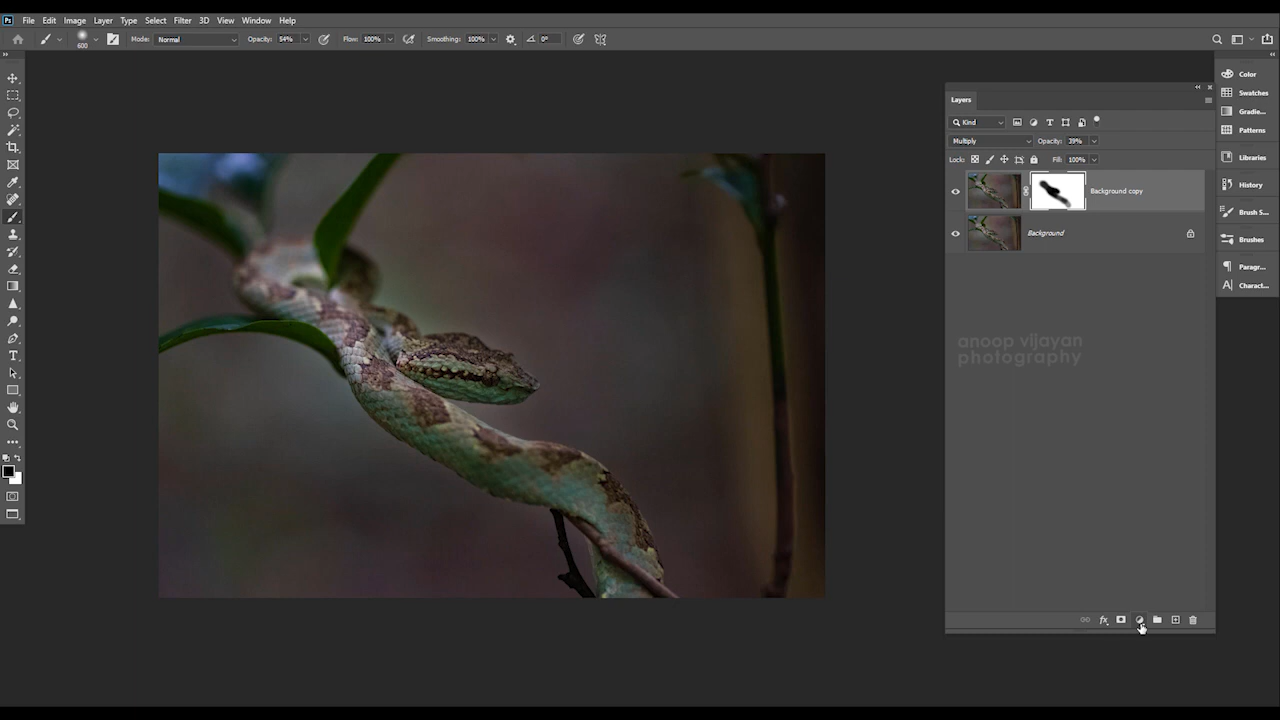 Ps File Edit Image Layer Type Select Filter 3D View Window Help
600 Mode: Normal Opacity: 54% Flow: 100% Smoothing: 100% 0°
Layers
Kind
Multiply Opacity: 39%
Lock: Fill: 100%
Background copy
Background
anoop vijayan
photography
Color
Swatches
Gradie...
Patterns
Libraries
History
Brush S...
Brushes
Paragr...
Charact...